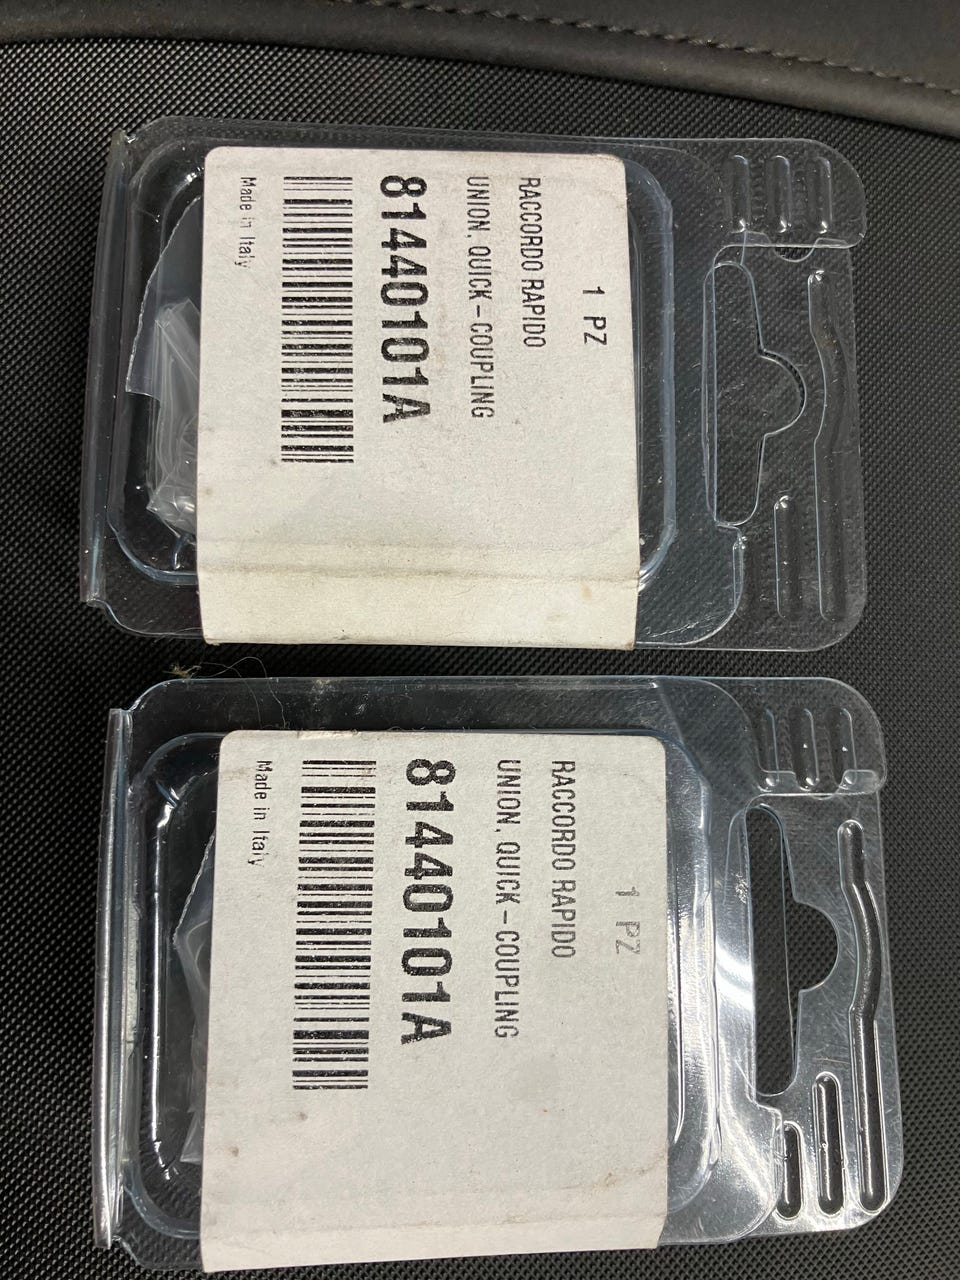 1 PZ
RACCORDO RAPIDO
UNION, QUICK-COUPLING
81440101A
Made in Italy
1 PZ
RACCORDO RAPIDO
UNION, QUICK-COUPLING
81440101A
Made in Italy